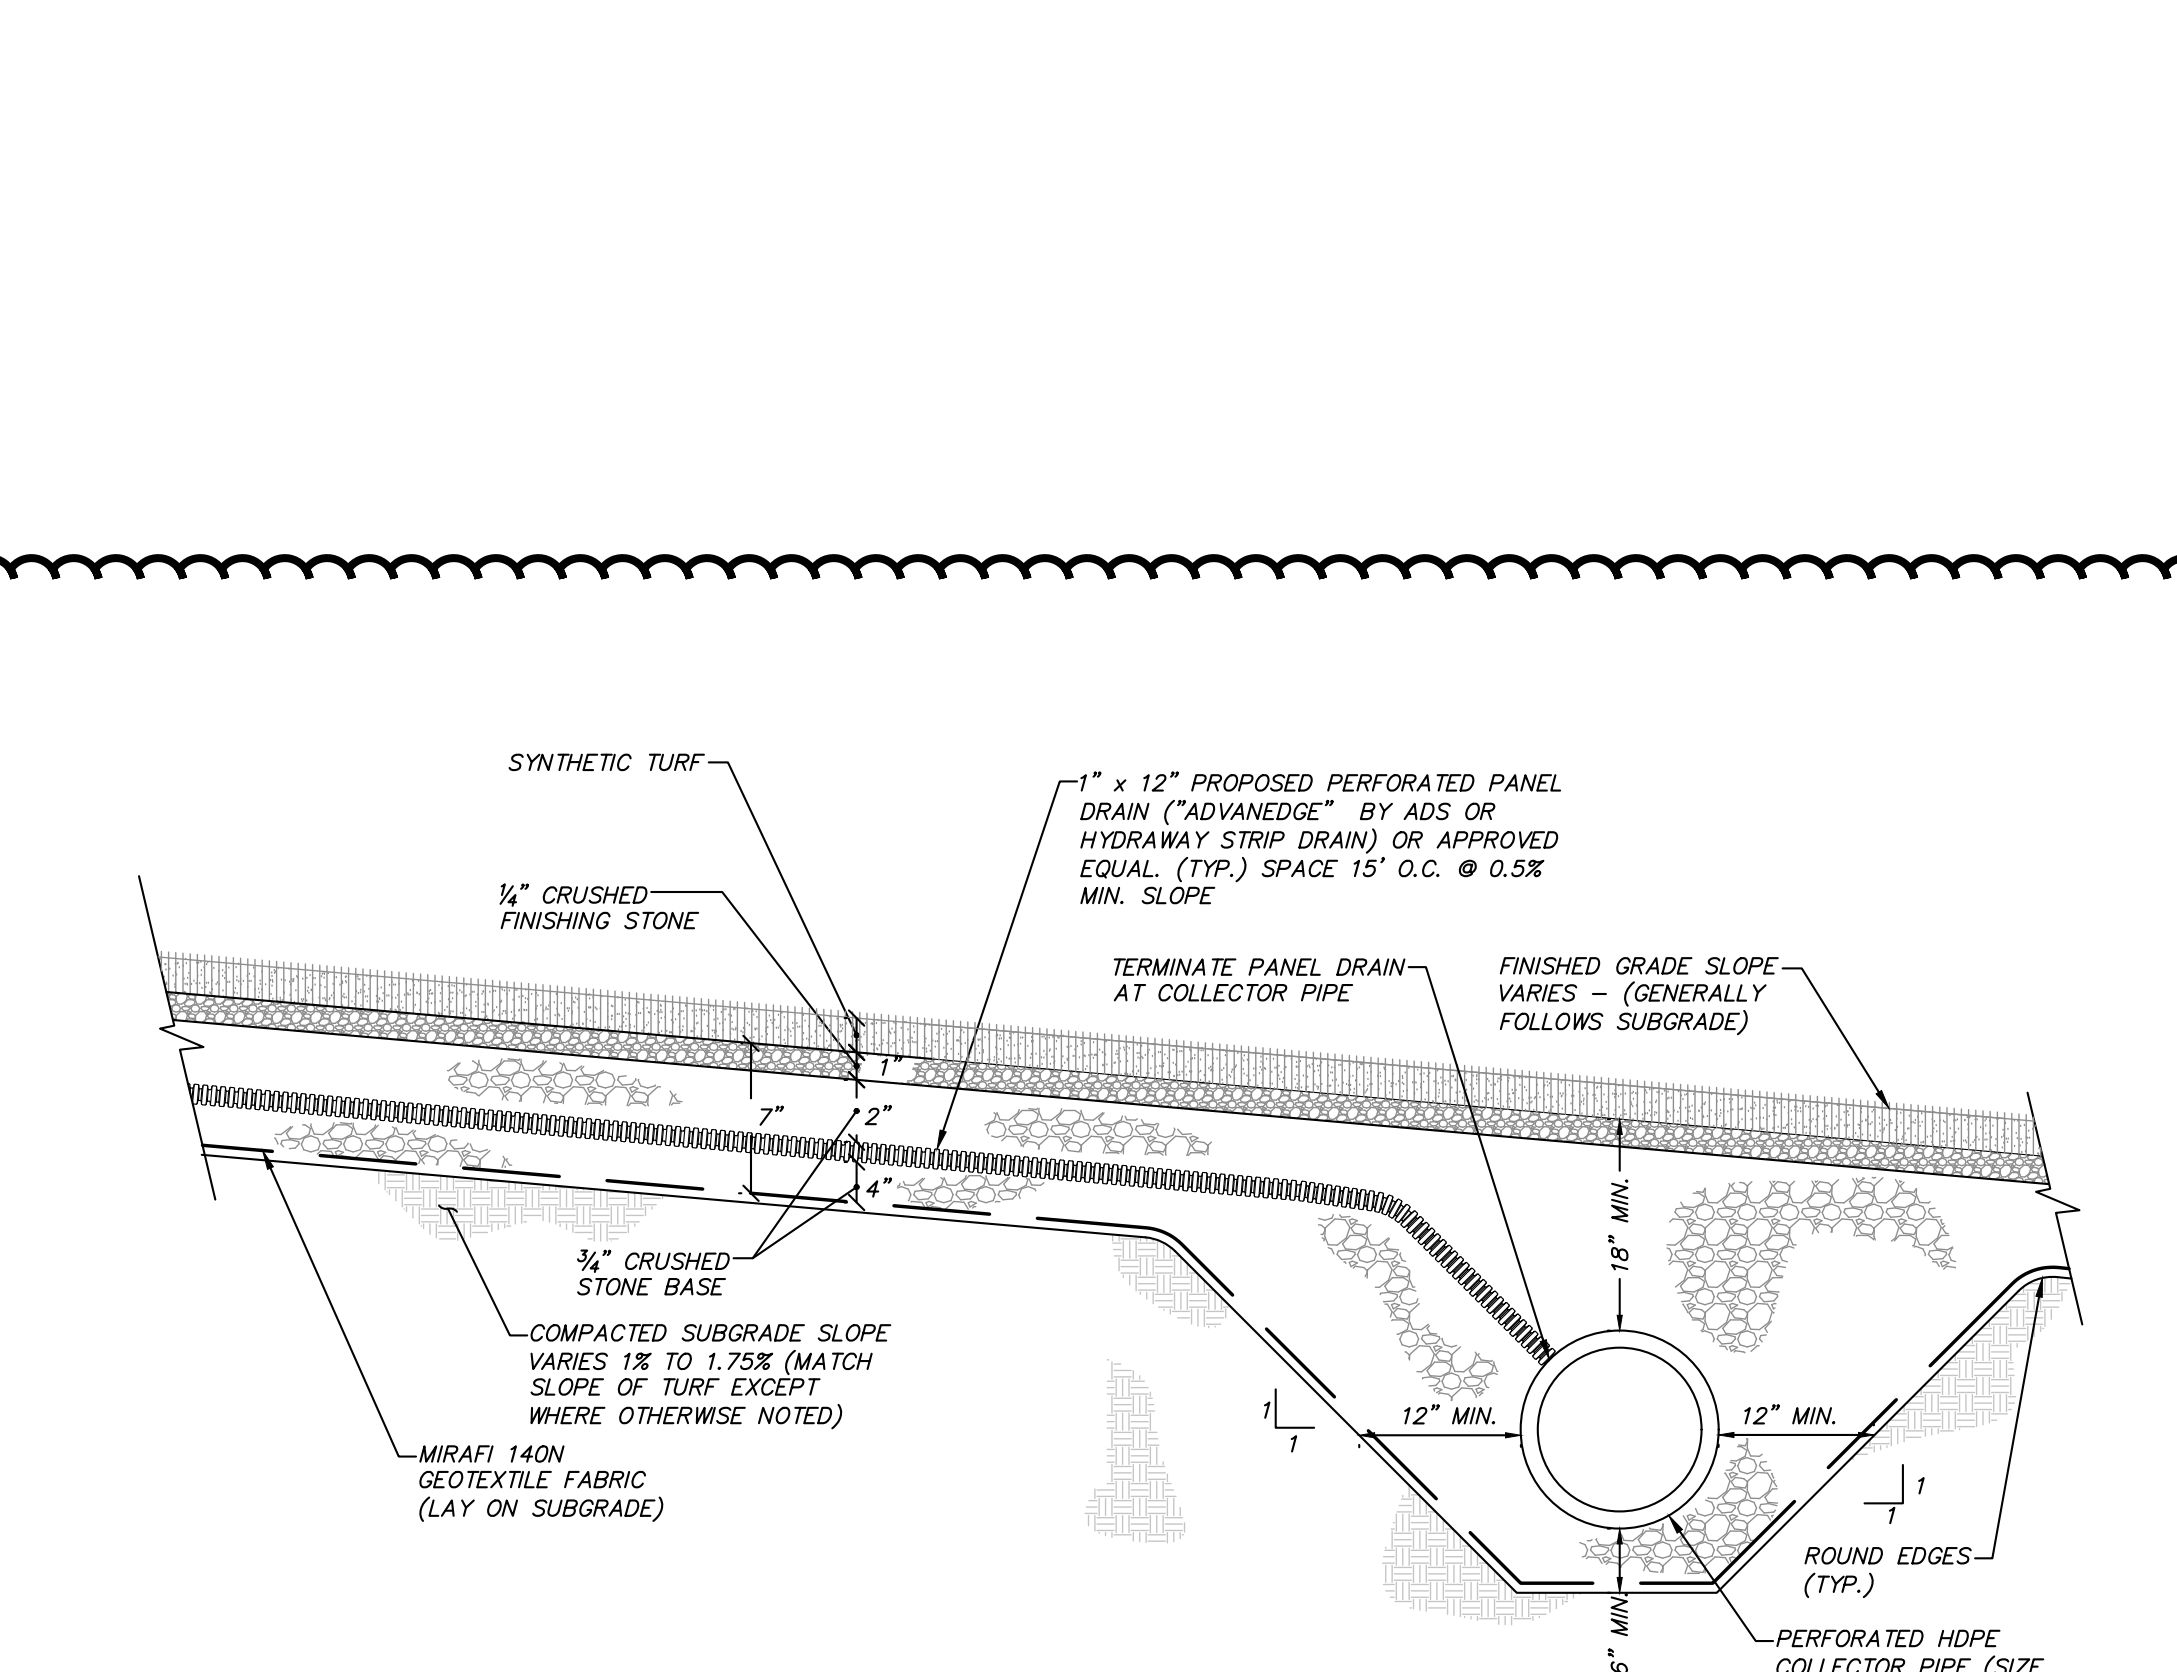 SYNTHETIC TURF
1" x 12" PROPOSED PERFORATED PANEL
DRAIN ("ADVANEDGE" BY ADS OR
HYDRAWAY STRIP DRAIN) OR APPROVED
EQUAL. (TYP.) SPACE 15' O.C. @ 0.5%
MIN. SLOPE
¼" CRUSHED
FINISHING STONE
TERMINATE PANEL DRAIN
AT COLLECTOR PIPE
FINISHED GRADE SLOPE
VARIES – (GENERALLY
FOLLOWS SUBGRADE)
1"
7"
2"
4"
18" MIN.
¾" CRUSHED
STONE BASE
COMPACTED SUBGRADE SLOPE
VARIES 1% TO 1.75% (MATCH
SLOPE OF TURF EXCEPT
WHERE OTHERWISE NOTED)
MIRAFI 140N
GEOTEXTILE FABRIC
(LAY ON SUBGRADE)
1
1
12" MIN.
12" MIN.
1
1
ROUND EDGES
(TYP.)
6" MIN.
PERFORATED HDPE
COLLECTOR PIPE (SIZE